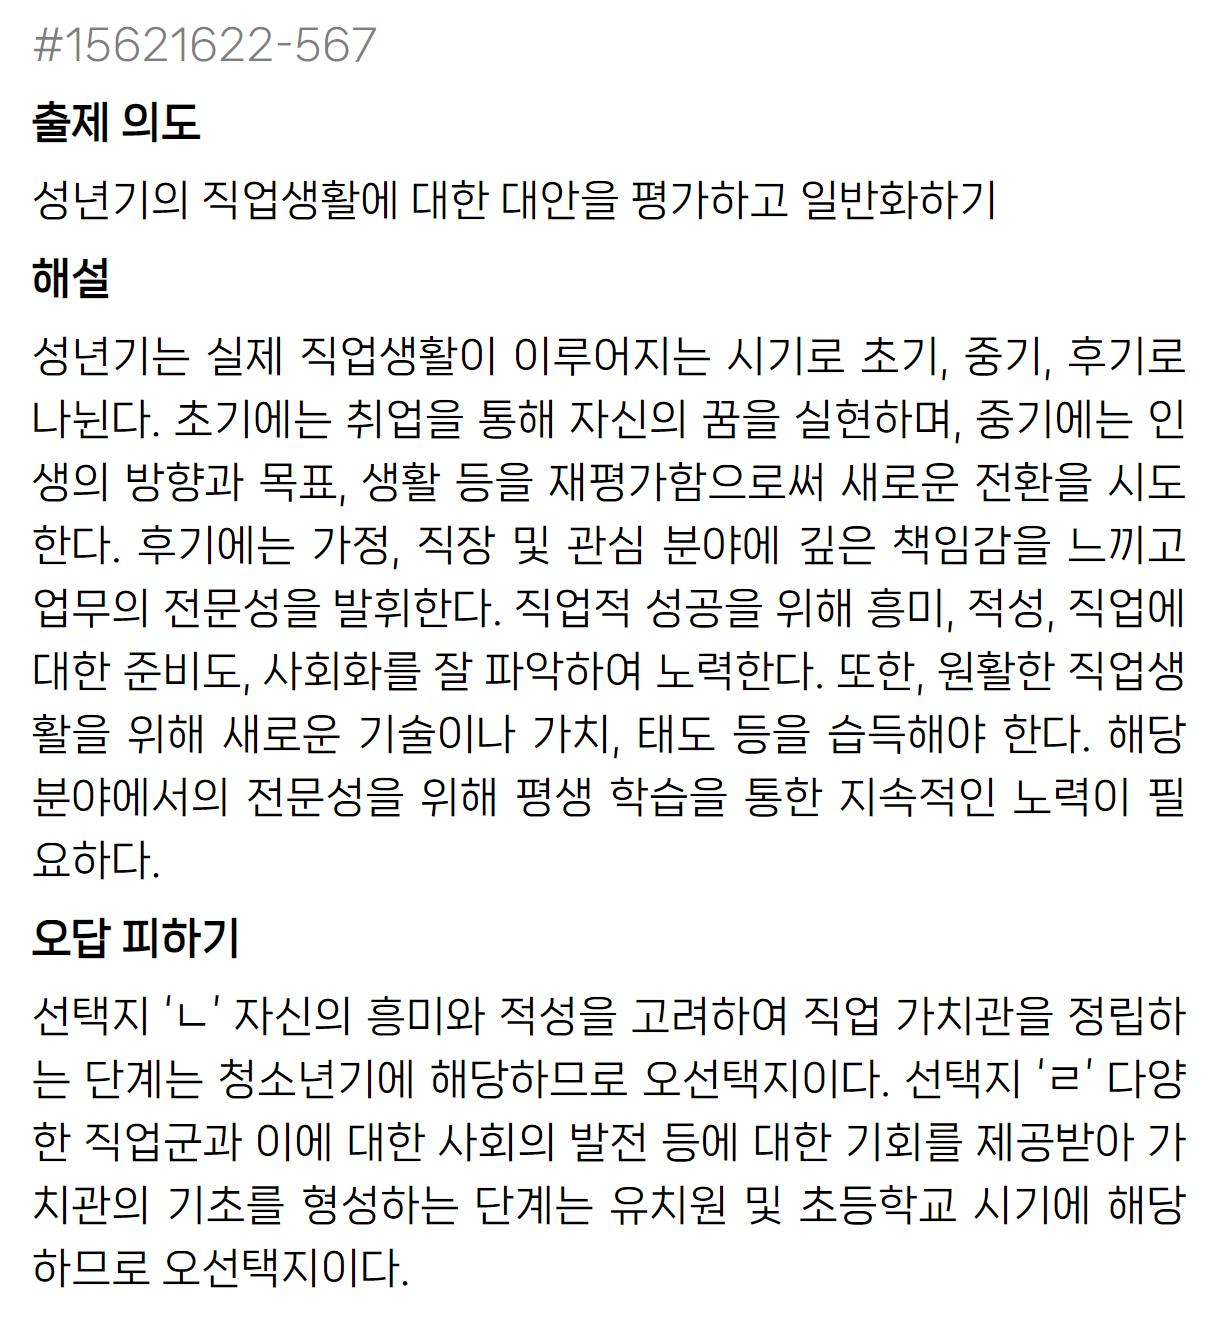 #15621622-567
출제 의도
성년기의 직업생활에 대한 대안을 평가하고 일반화하기
해설
성년기는 실제 직업생활이 이루어지는 시기로 초기, 중기, 후기로
나뉜다. 초기에는 취업을 통해 자신의 꿈을 실현하며, 중기에는 인
생의 방향과 목표, 생활 등을 재평가함으로써 새로운 전환을 시도
한다. 후기에는 가정, 직장 및 관심 분야에 깊은 책임감을 느끼고
업무의 전문성을 발휘한다. 직업적 성공을 위해 흥미, 적성, 직업에
대한 준비도, 사회화를 잘 파악하여 노력한다. 또한, 원활한 직업생
활을 위해 새로운 기술이나 가치, 태도 등을 습득해야 한다. 해당
분야에서의 전문성을 위해 평생 학습을 통한 지속적인 노력이 필
요하다.
오답 피하기
선택지 ‘ㄴ’ 자신의 흥미와 적성을 고려하여 직업 가치관을 정립하
는 단계는 청소년기에 해당하므로 오선택지이다. 선택지 ‘ㄹ’ 다양
한 직업군과 이에 대한 사회의 발전 등에 대한 기회를 제공받아 가
치관의 기초를 형성하는 단계는 유치원 및 초등학교 시기에 해당
하므로 오선택지이다.